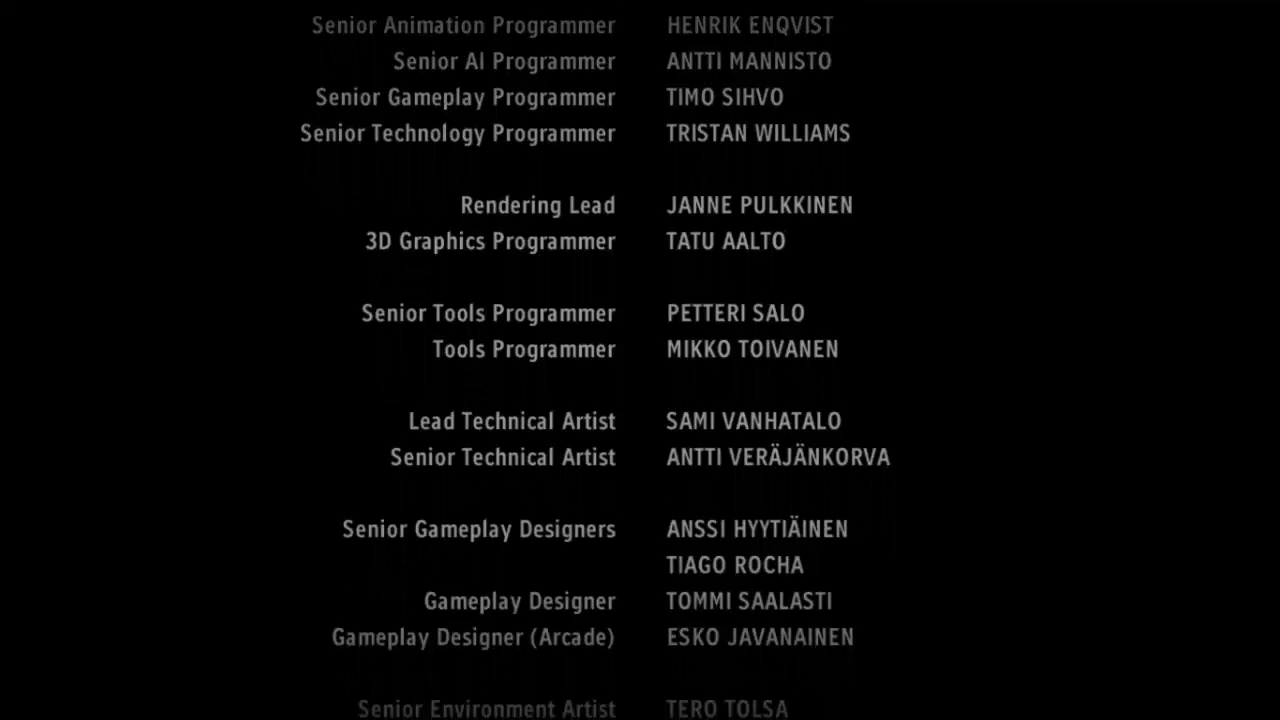 Senior Animation Programmer HENRIK ENQVIST
Senior AI Programmer ANTTI MANNISTO
Senior Gameplay Programmer TIMO SIHVO
Senior Technology Programmer TRISTAN WILLIAMS
Rendering Lead JANNE PULKKINEN
3D Graphics Programmer TATU AALTO
Senior Tools Programmer PETTERI SALO
Tools Programmer MIKKO TOIVANEN
Lead Technical Artist SAMI VANHATALO
Senior Technical Artist ANTTI VERÄJÄNKORVA
Senior Gameplay Designers ANSSI HYYTIÄINEN
TIAGO ROCHA
Gameplay Designer TOMMI SAALASTI
Gameplay Designer (Arcade) ESKO JAVANAINEN
Senior Environment Artist TERO TOLSA